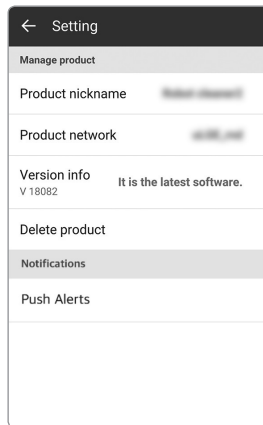 Setting
Manage product
Product nickname
Product network
Version info
V 18082
It is the latest software.
Delete product
Notifications
Push Alerts